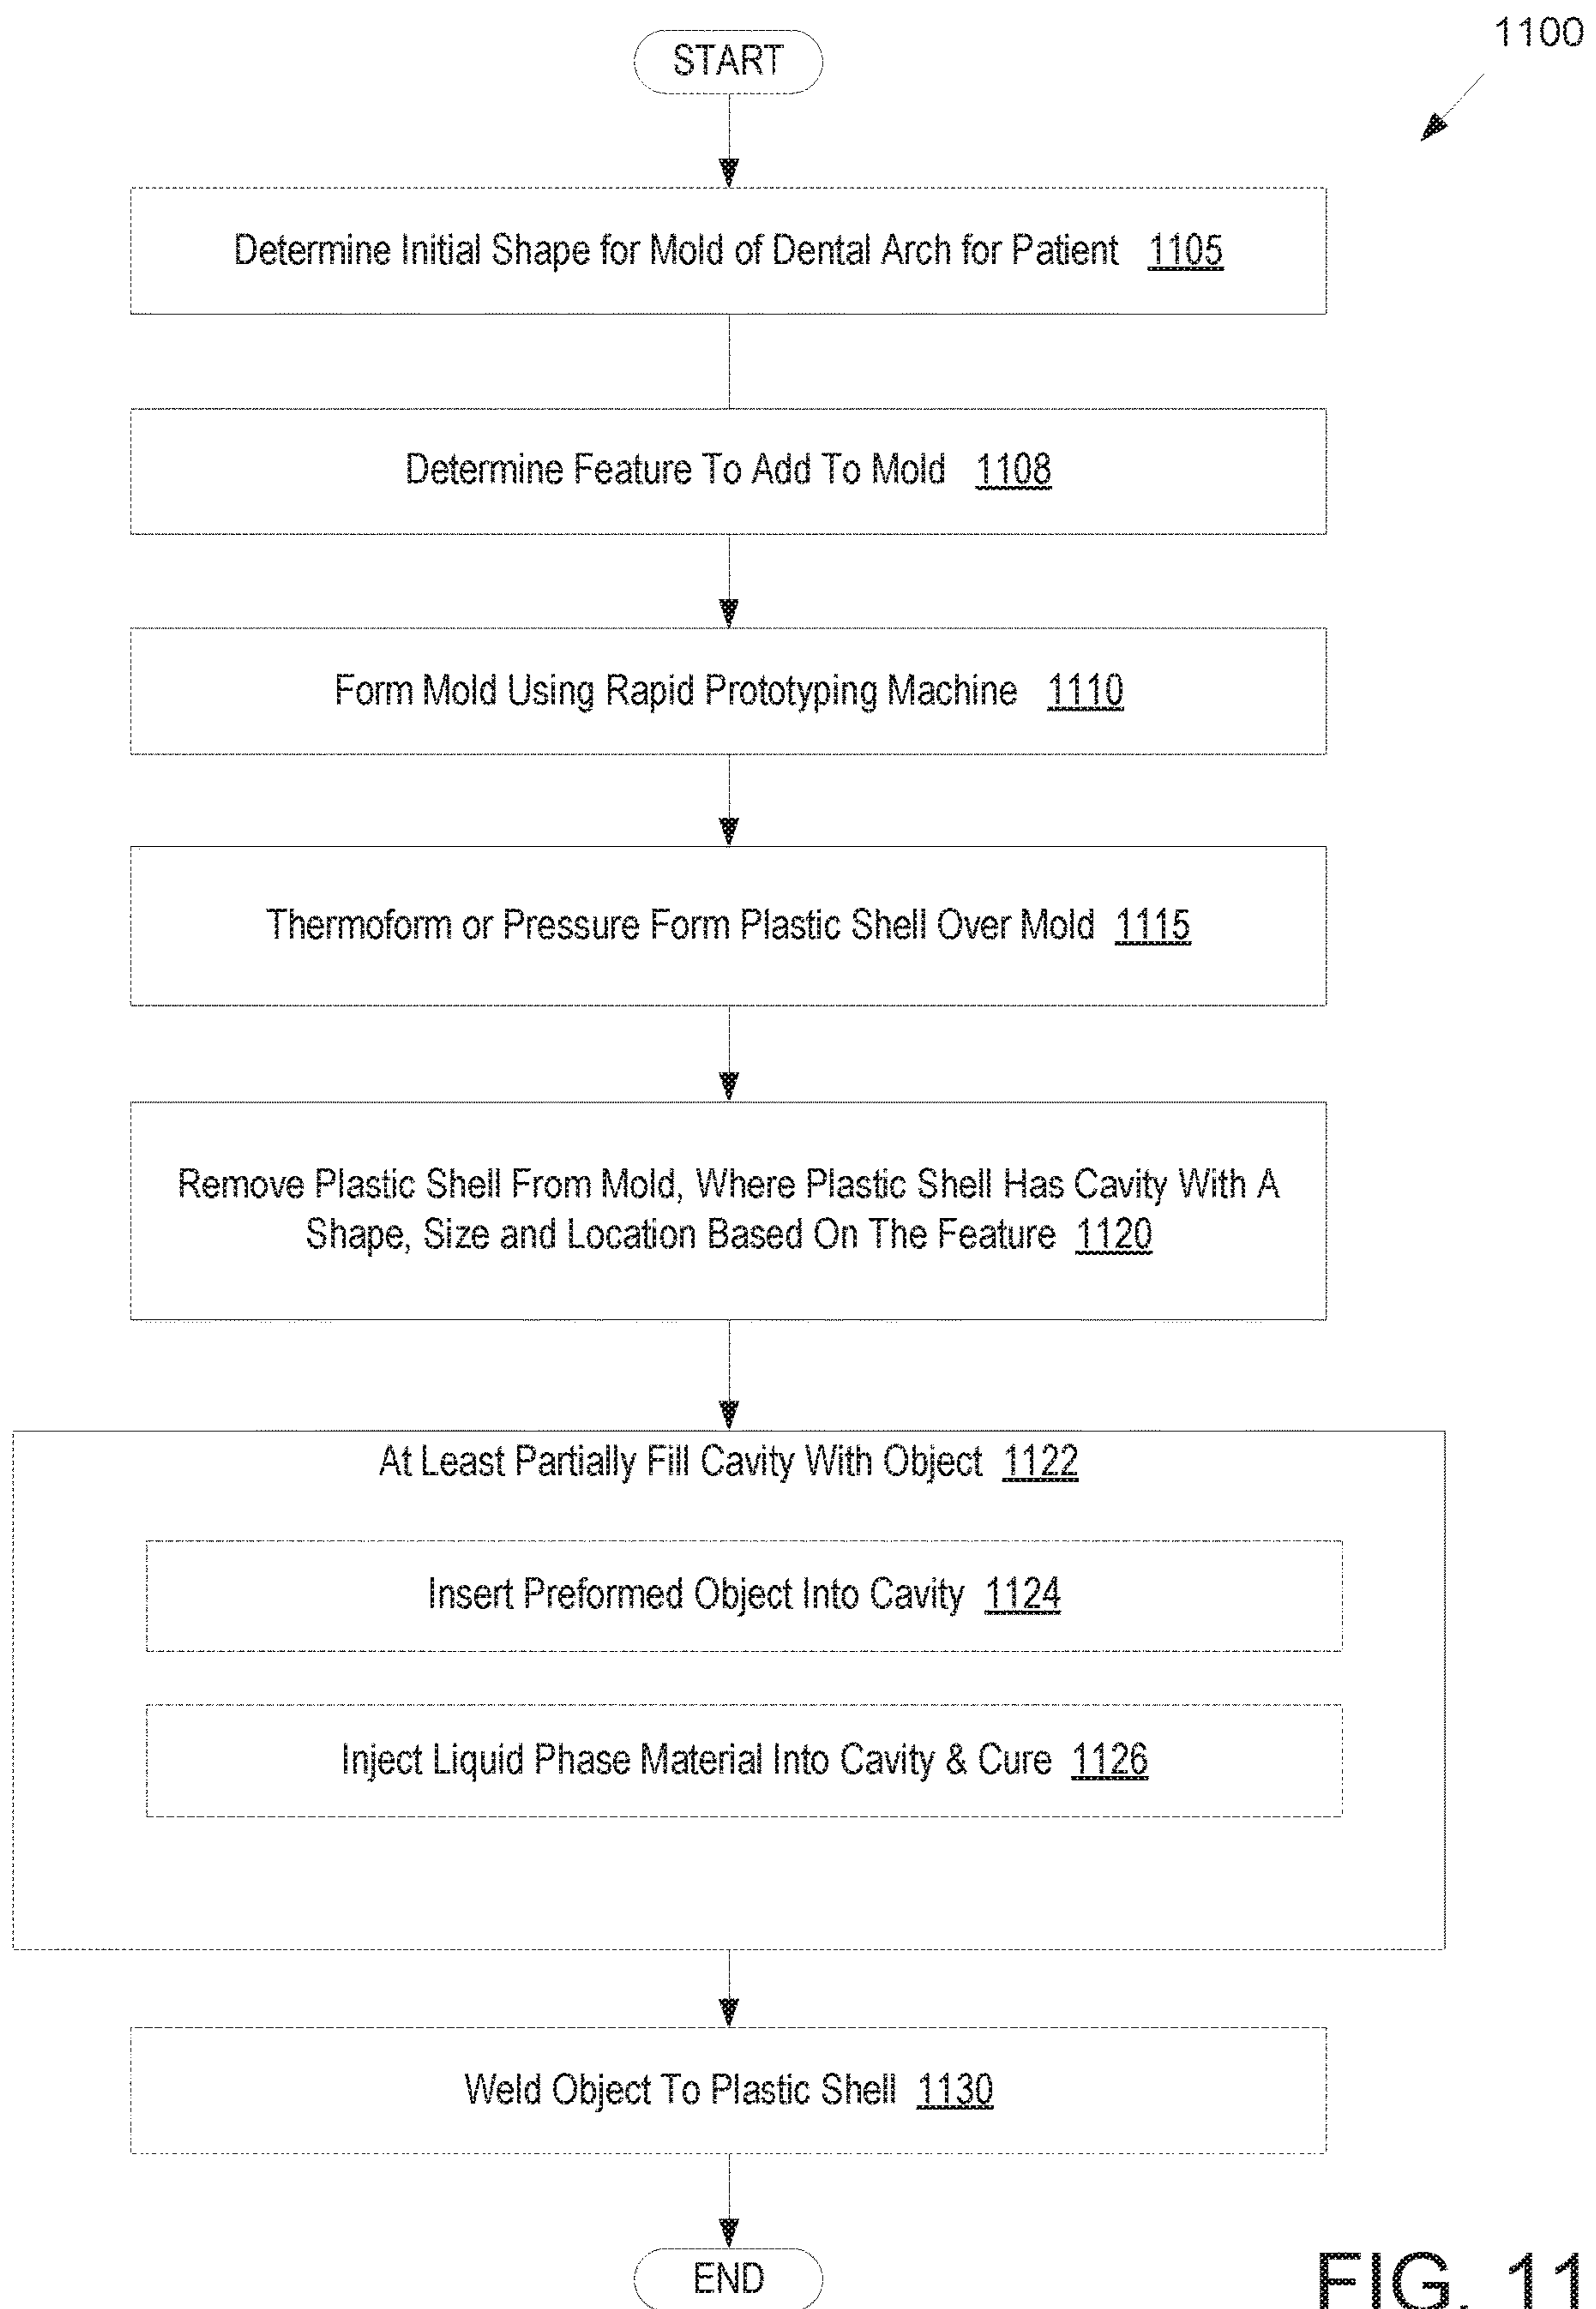 1100
START
Determine Initial Shape for Mold of Dental Arch for Patient 1105
Determine Feature To Add To Mold 1108
Form Mold Using Rapid Prototyping Machine 1110
Thermoform or Pressure Form Plastic Shell Over Mold 1115
Remove Plastic Shell From Mold, Where Plastic Shell Has Cavity With A
Shape, Size and Location Based On The Feature 1120
At Least Partially Fill Cavity With Object 1122
Insert Preformed Object Into Cavity 1124
Inject Liquid Phase Material Into Cavity & Cure 1126
Weld Object To Plastic Shell 1130
END
FIG. 11